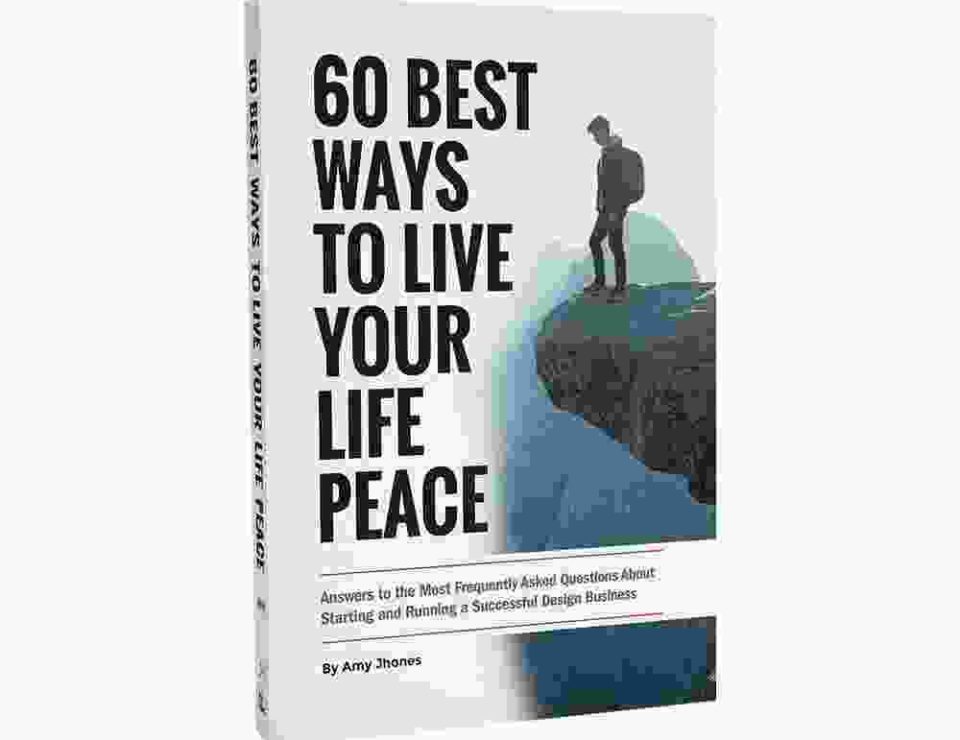 60 BEST
WAYS
TO LIVE
YOUR
LIFE
PEACE
Answers to the Most Frequently Asked Questions About
Starting and Running a Successful Design Business
By Amy Jhones
60 BEST WAYS TO LIVE YOUR LIFE PEACE